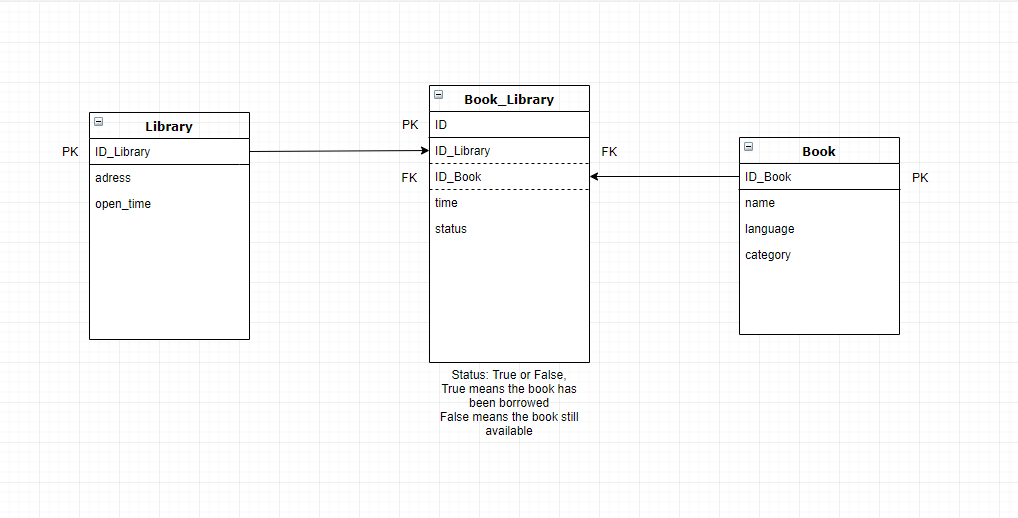 Library
PK
ID_Library
adress
open_time
Book_Library
PK
ID
ID_Library
FK
FK
ID_Book
time
status
Status: True or False,
True means the book has
been borrowed
False means the book still
available
Book
ID_Book
PK
name
language
category